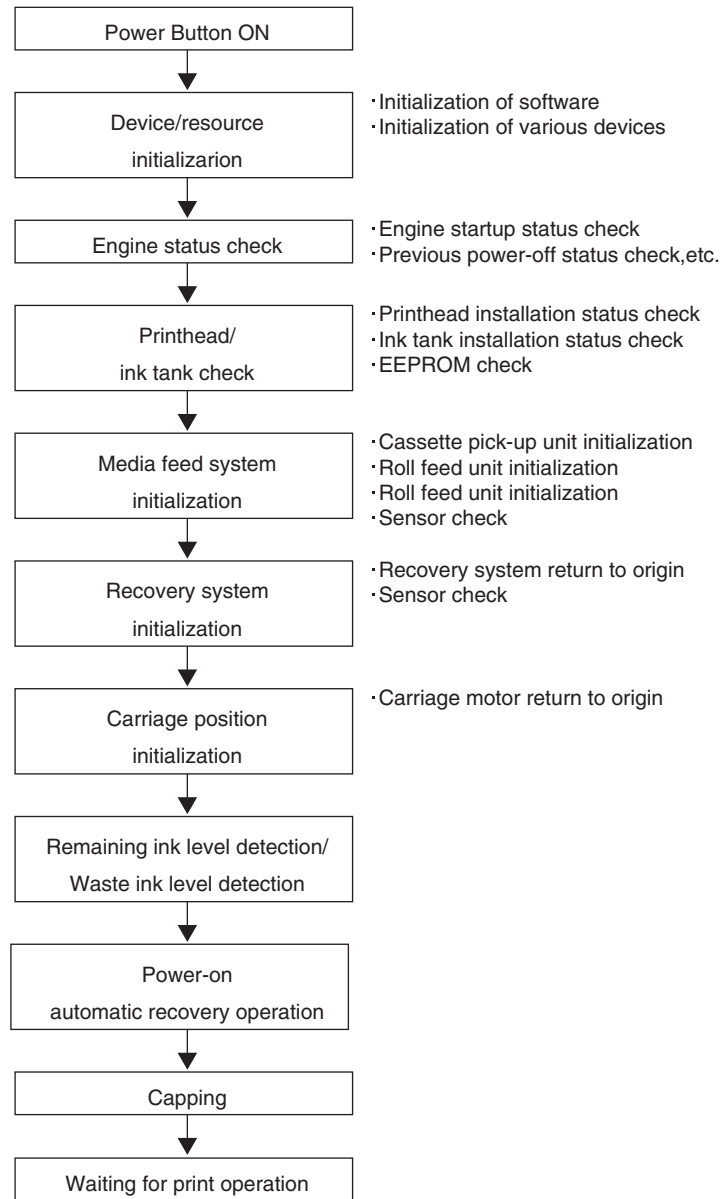 Power Button ON
Device/resource
initializarion
·Initialization of software
·Initialization of various devices
Engine status check
·Engine startup status check
·Previous power-off status check,etc.
Printhead/
ink tank check
·Printhead installation status check
·Ink tank installation status check
·EEPROM check
Media feed system
initialization
·Cassette pick-up unit initialization
·Roll feed unit initialization
·Roll feed unit initialization
·Sensor check
Recovery system
initialization
·Recovery system return to origin
·Sensor check
Carriage position
initialization
·Carriage motor return to origin
Remaining ink level detection/
Waste ink level detection
Power-on
automatic recovery operation
Capping
Waiting for print operation